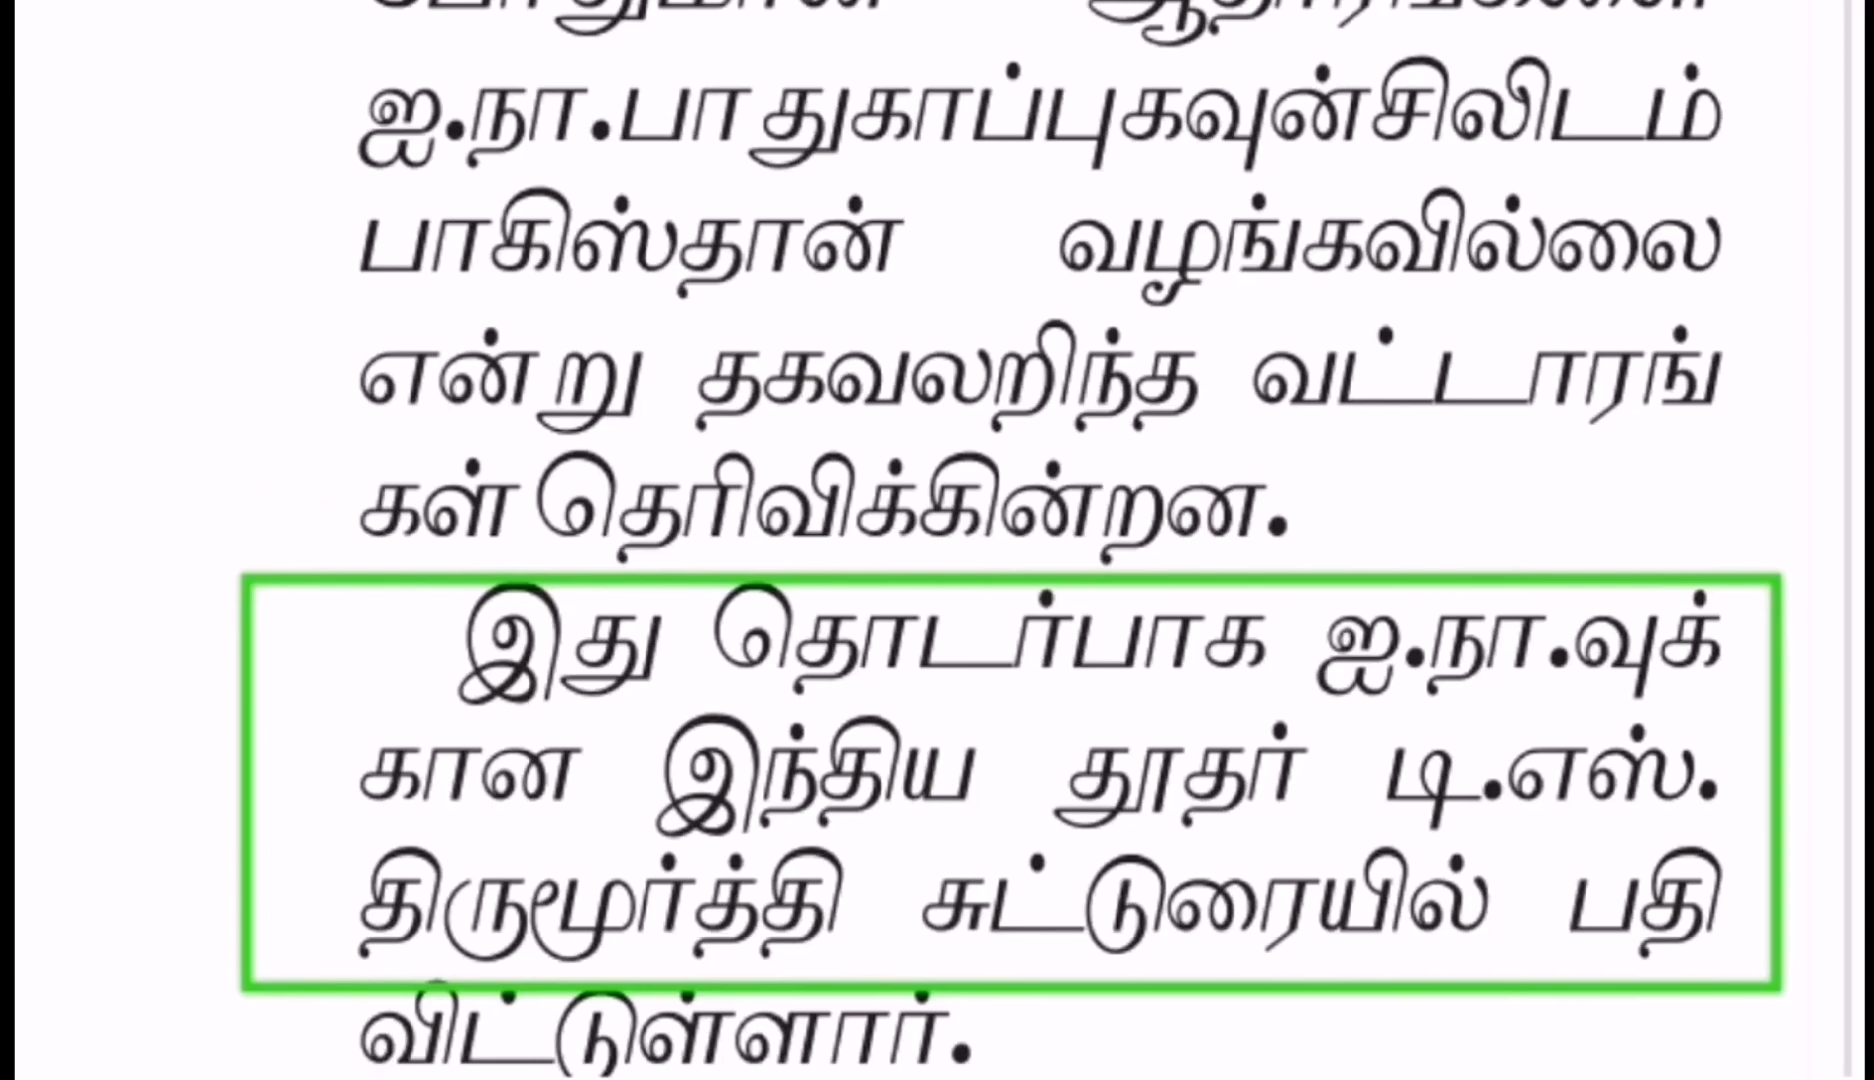 ஐ.நா.பாதுகாப்புகவுன்சிலிடம்
பாகிஸ்தான் வழங்கவில்லை
என்று தகவலறிந்த வட்டாரங்
கள் தெரிவிக்கின்றன.
இது தொடர்பாக ஐ.நா.வுக்
கான இந்திய தூதர் டி.எஸ்.
திருமூர்த்தி சுட்டுரையில் பதி
விட்டுள்ளார்.